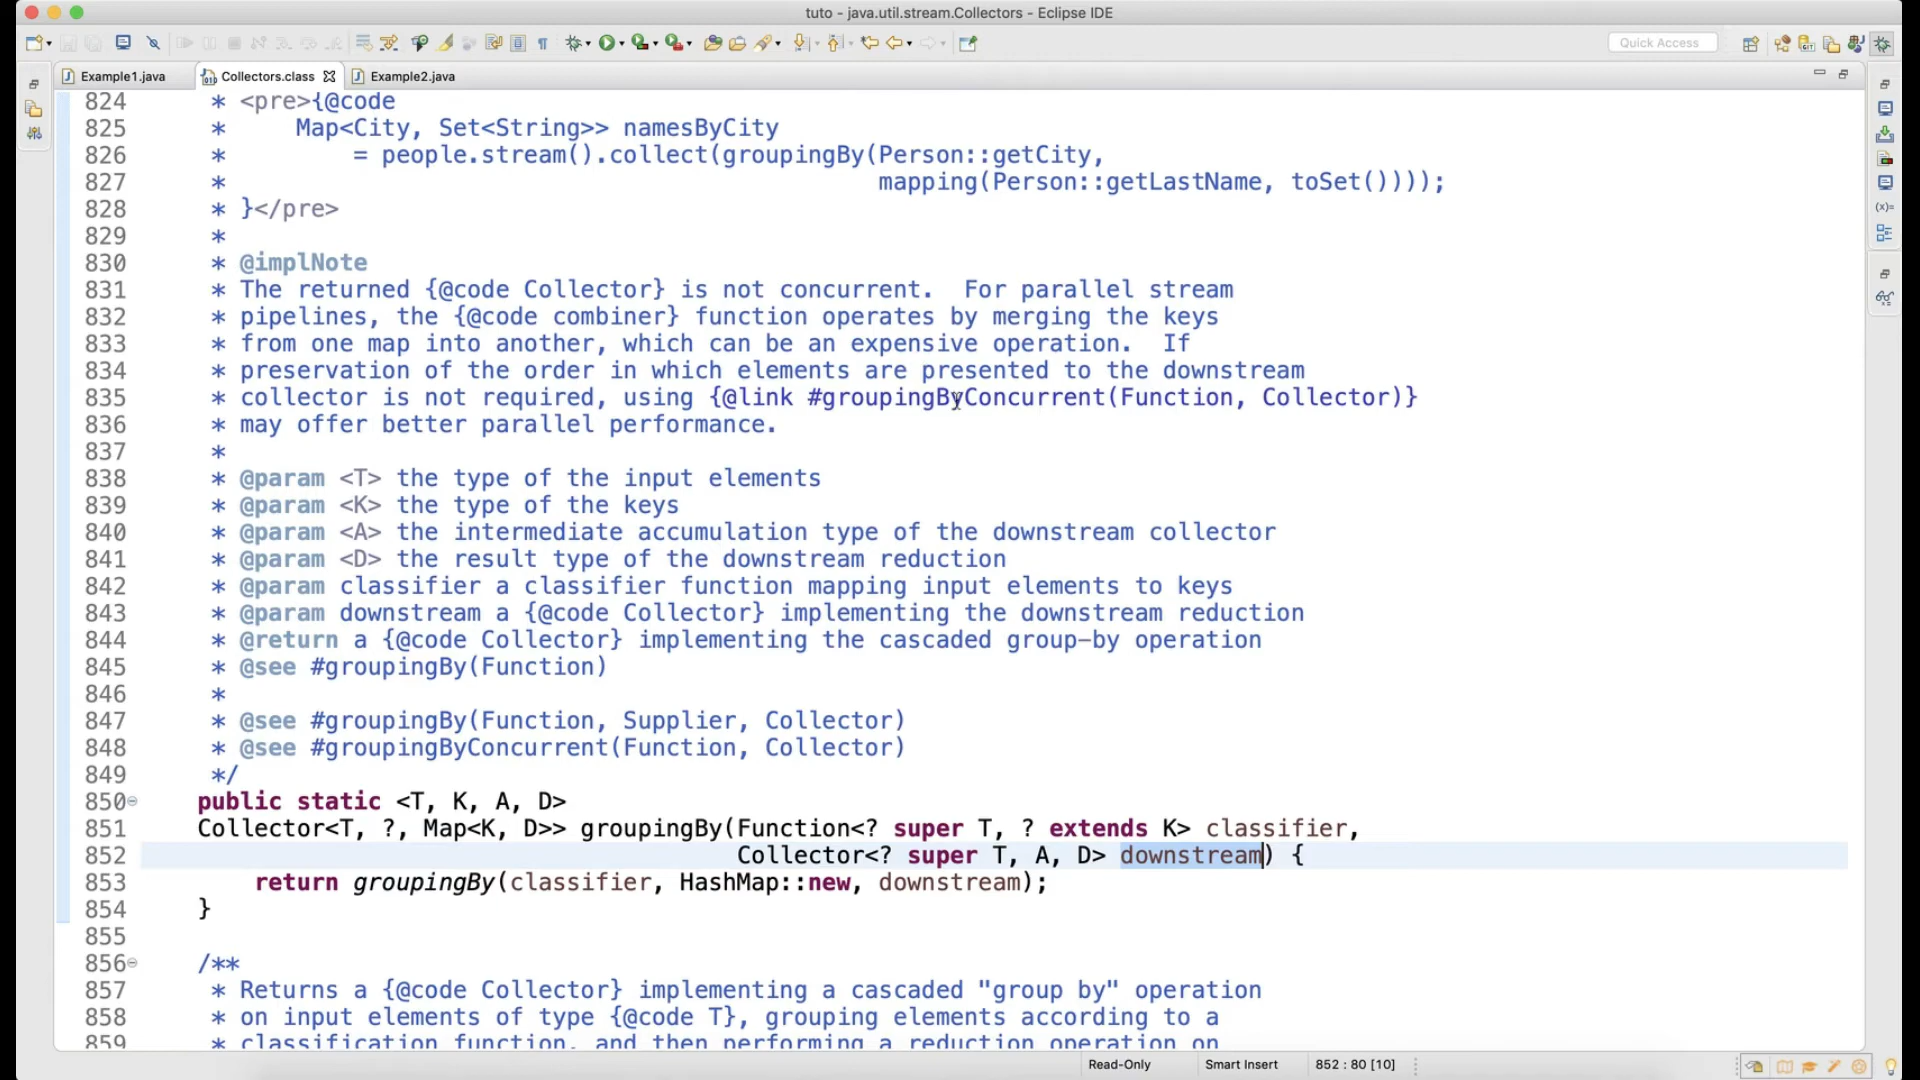 tuto - java.util.stream.Collectors - Eclipse IDE
Quick Access
Example1.java Collectors.class Example2.java
824 * <pre>{@code
825 *     Map<City, Set<String>> namesByCity
826 *         = people.stream().collect(groupingBy(Person::getCity,
827 *                                              mapping(Person::getLastName, toSet())));
828 * }</pre>
829 *
830 * @implNote
831 * The returned {@code Collector} is not concurrent.  For parallel stream
832 * pipelines, the {@code combiner} function operates by merging the keys
833 * from one map into another, which can be an expensive operation.  If
834 * preservation of the order in which elements are presented to the downstream
835 * collector is not required, using {@link #groupingByConcurrent(Function, Collector)}
836 * may offer better parallel performance.
837 *
838 * @param <T> the type of the input elements
839 * @param <K> the type of the keys
840 * @param <A> the intermediate accumulation type of the downstream collector
841 * @param <D> the result type of the downstream reduction
842 * @param classifier a classifier function mapping input elements to keys
843 * @param downstream a {@code Collector} implementing the downstream reduction
844 * @return a {@code Collector} implementing the cascaded group-by operation
845 * @see #groupingBy(Function)
846 *
847 * @see #groupingBy(Function, Supplier, Collector)
848 * @see #groupingByConcurrent(Function, Collector)
849 */
850 public static <T, K, A, D>
851 Collector<T, ?, Map<K, D>> groupingBy(Function<? super T, ? extends K> classifier,
852                                       Collector<? super T, A, D> downstream) {
853     return groupingBy(classifier, HashMap::new, downstream);
854 }
855
856 /**
857 * Returns a {@code Collector} implementing a cascaded "group by" operation
858 * on input elements of type {@code T}, grouping elements according to a
859 * classification function, and then performing a reduction operation on
Read-Only Smart Insert 852 : 80 [10]